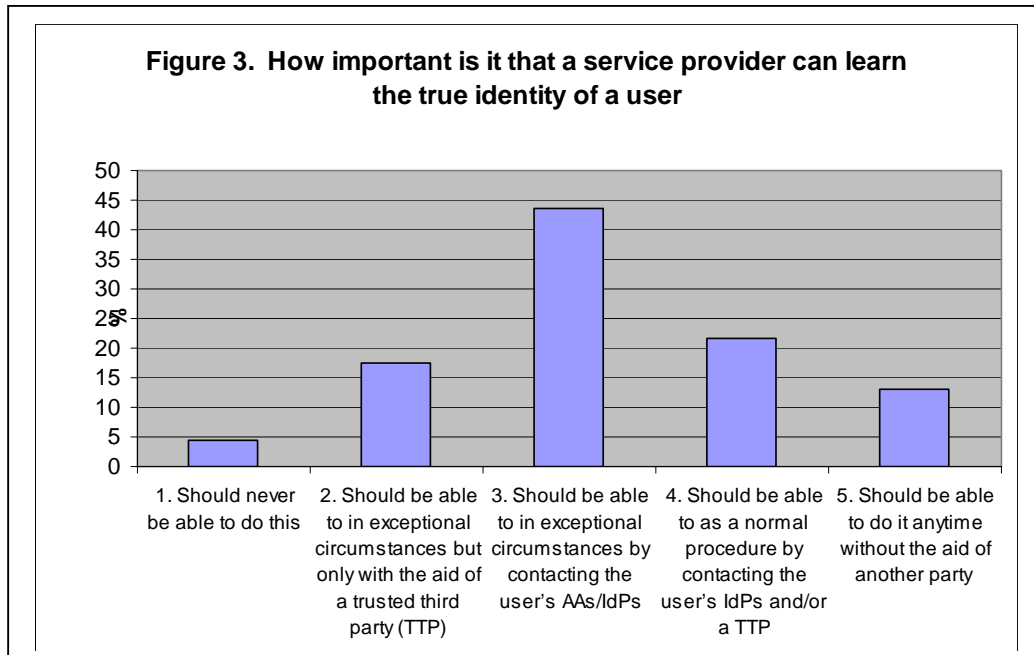 Figure 3. How important is it that a service provider can learn
the true identity of a user
50
45
40
35
30
25
20
15
10
5
0
%
1. Should never
be able to do this
2. Should be able
to in exceptional
circumstances but
only with the aid of
a trusted third
party (TTP)
3. Should be able
to in exceptional
circumstances by
contacting the
user's AAs/IdPs
4. Should be able
to as a normal
procedure by
contacting the
user's IdPs and/or
a TTP
5. Should be able
to do it anytime
without the aid of
another party